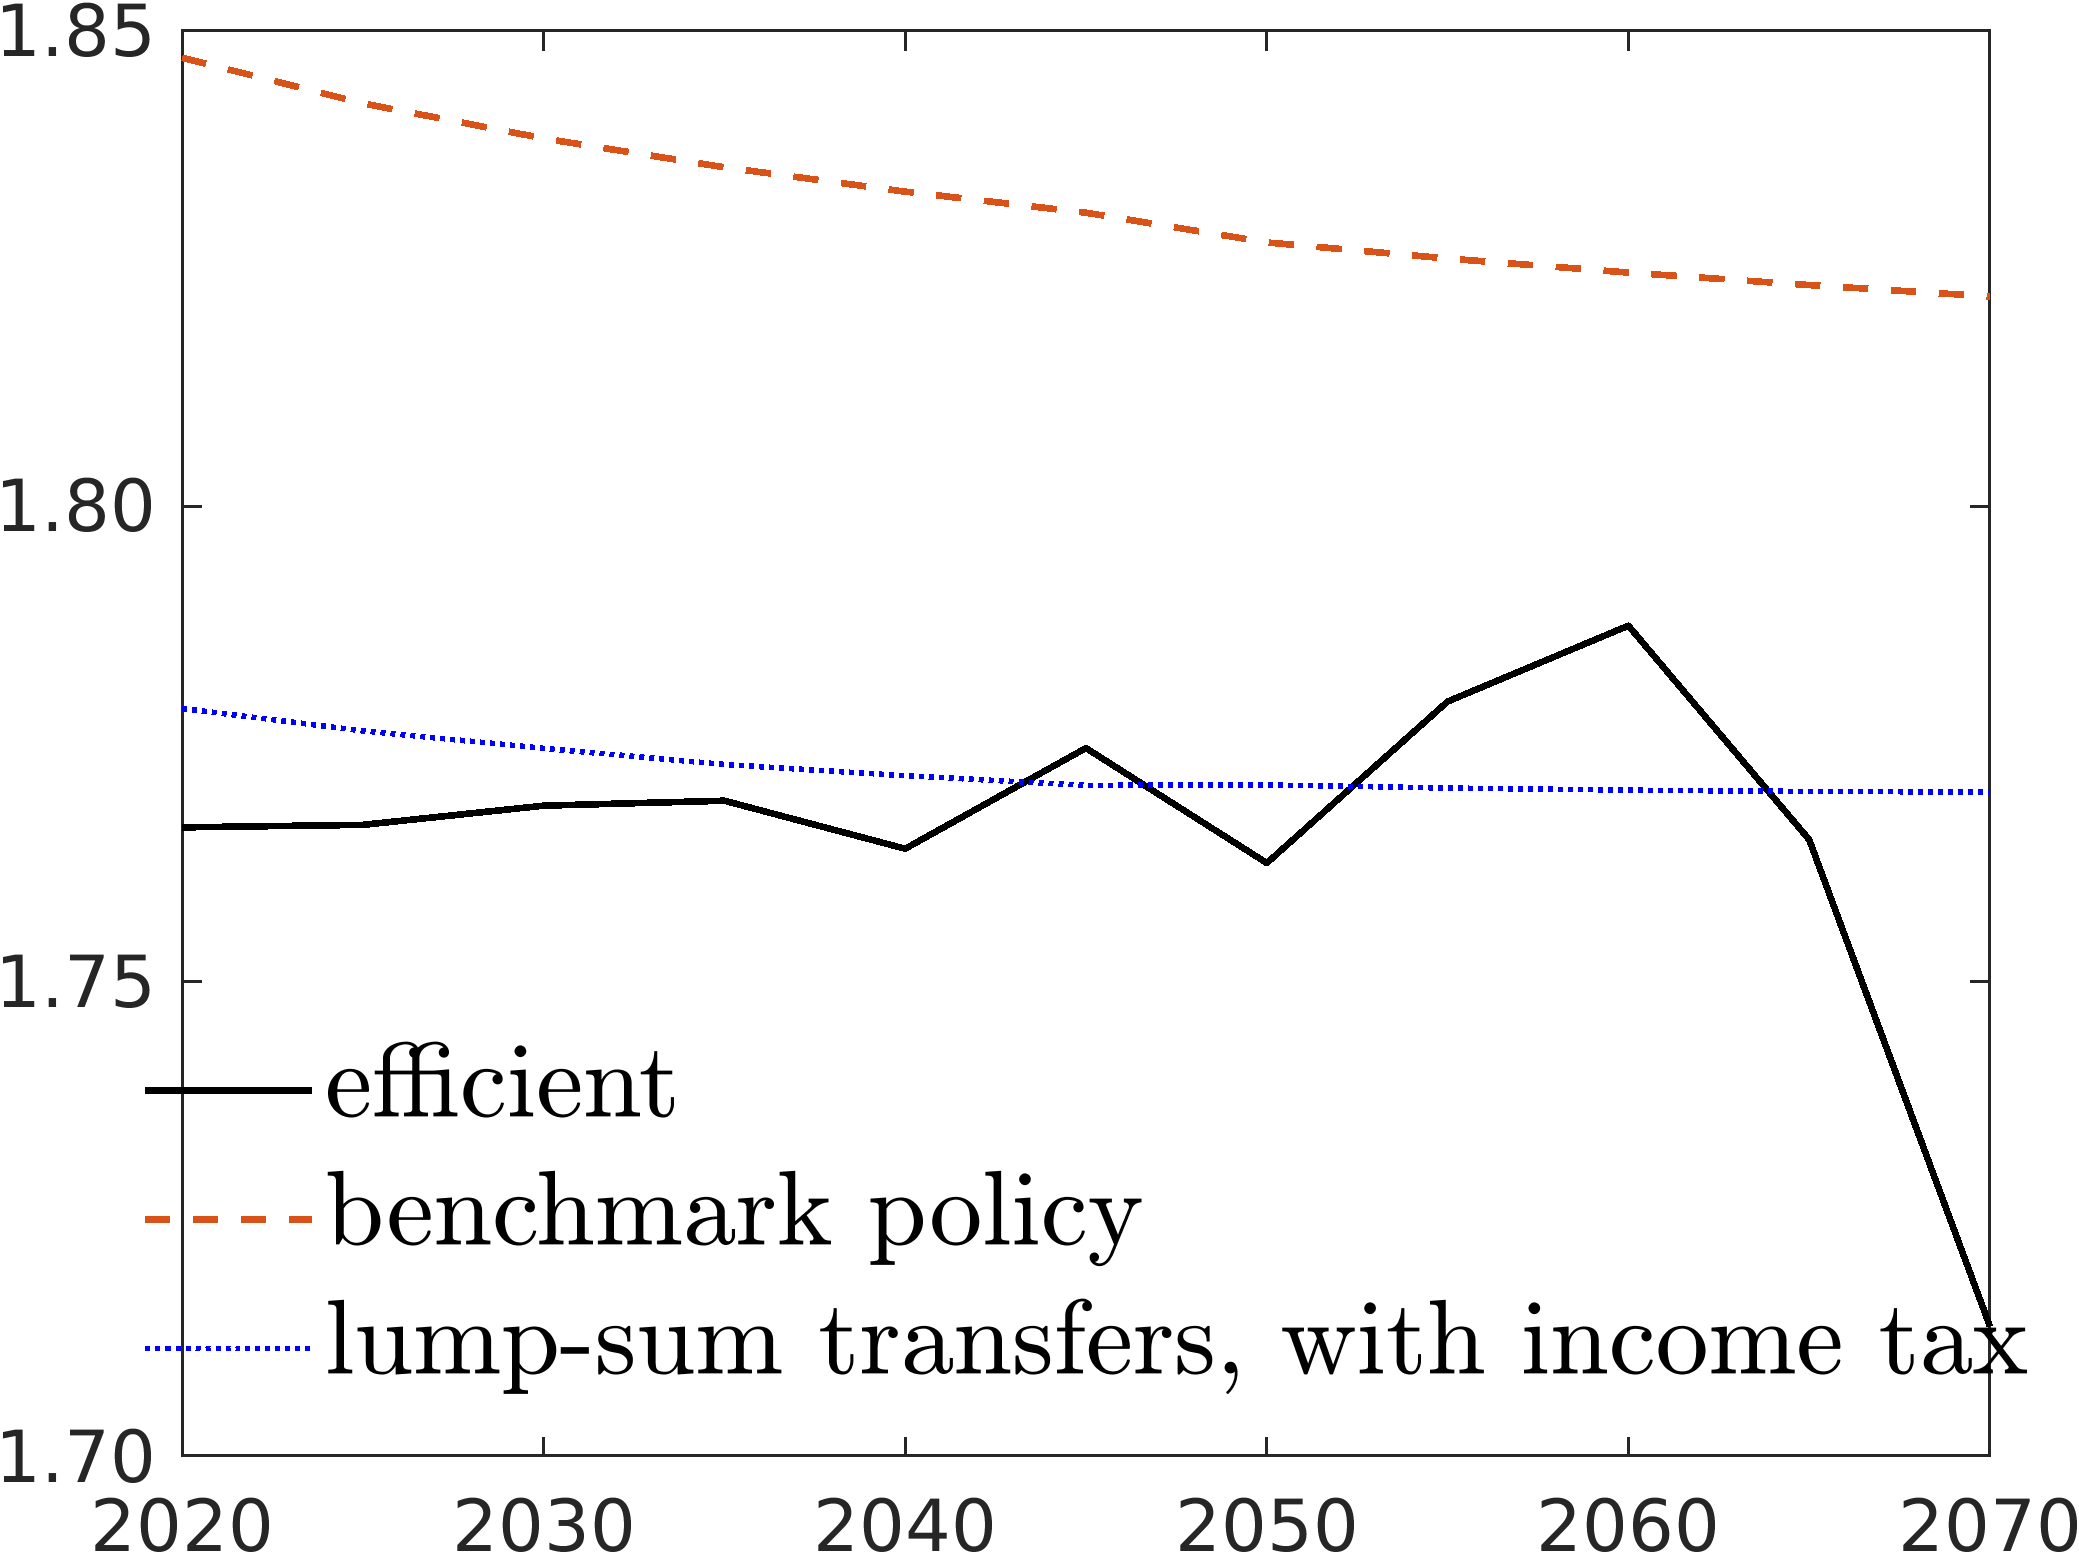 1.85
1.80
1.75
efficient
benchmark policy
lump-sum transfers, with income tax
1.70
2020 2030 2040 2050 2060 2070